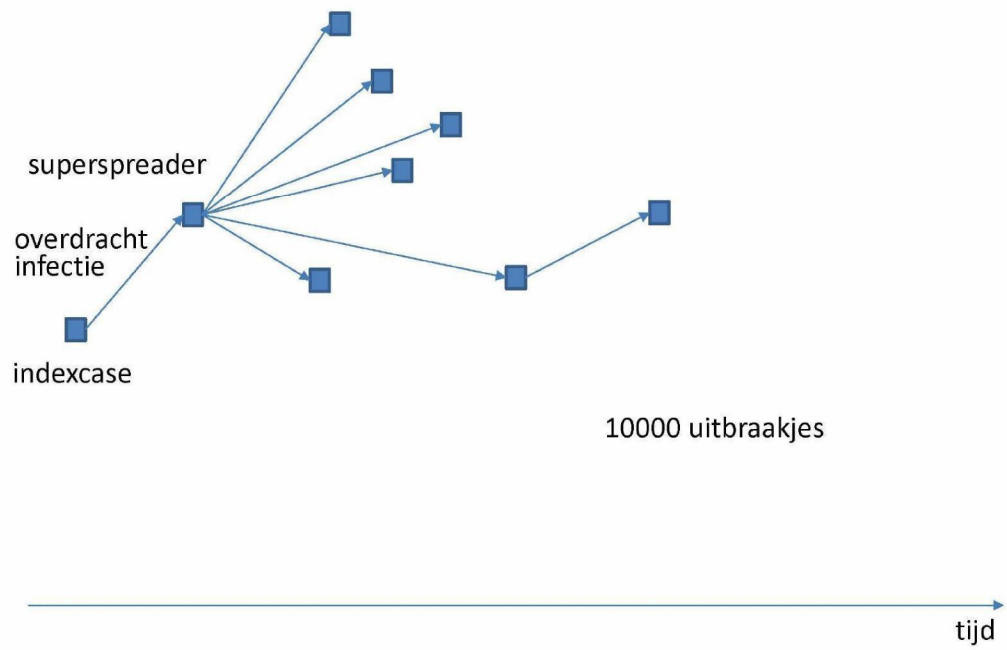 superspreader
overdracht
infectie
indexcase
10000 uitbraakjes
tijd